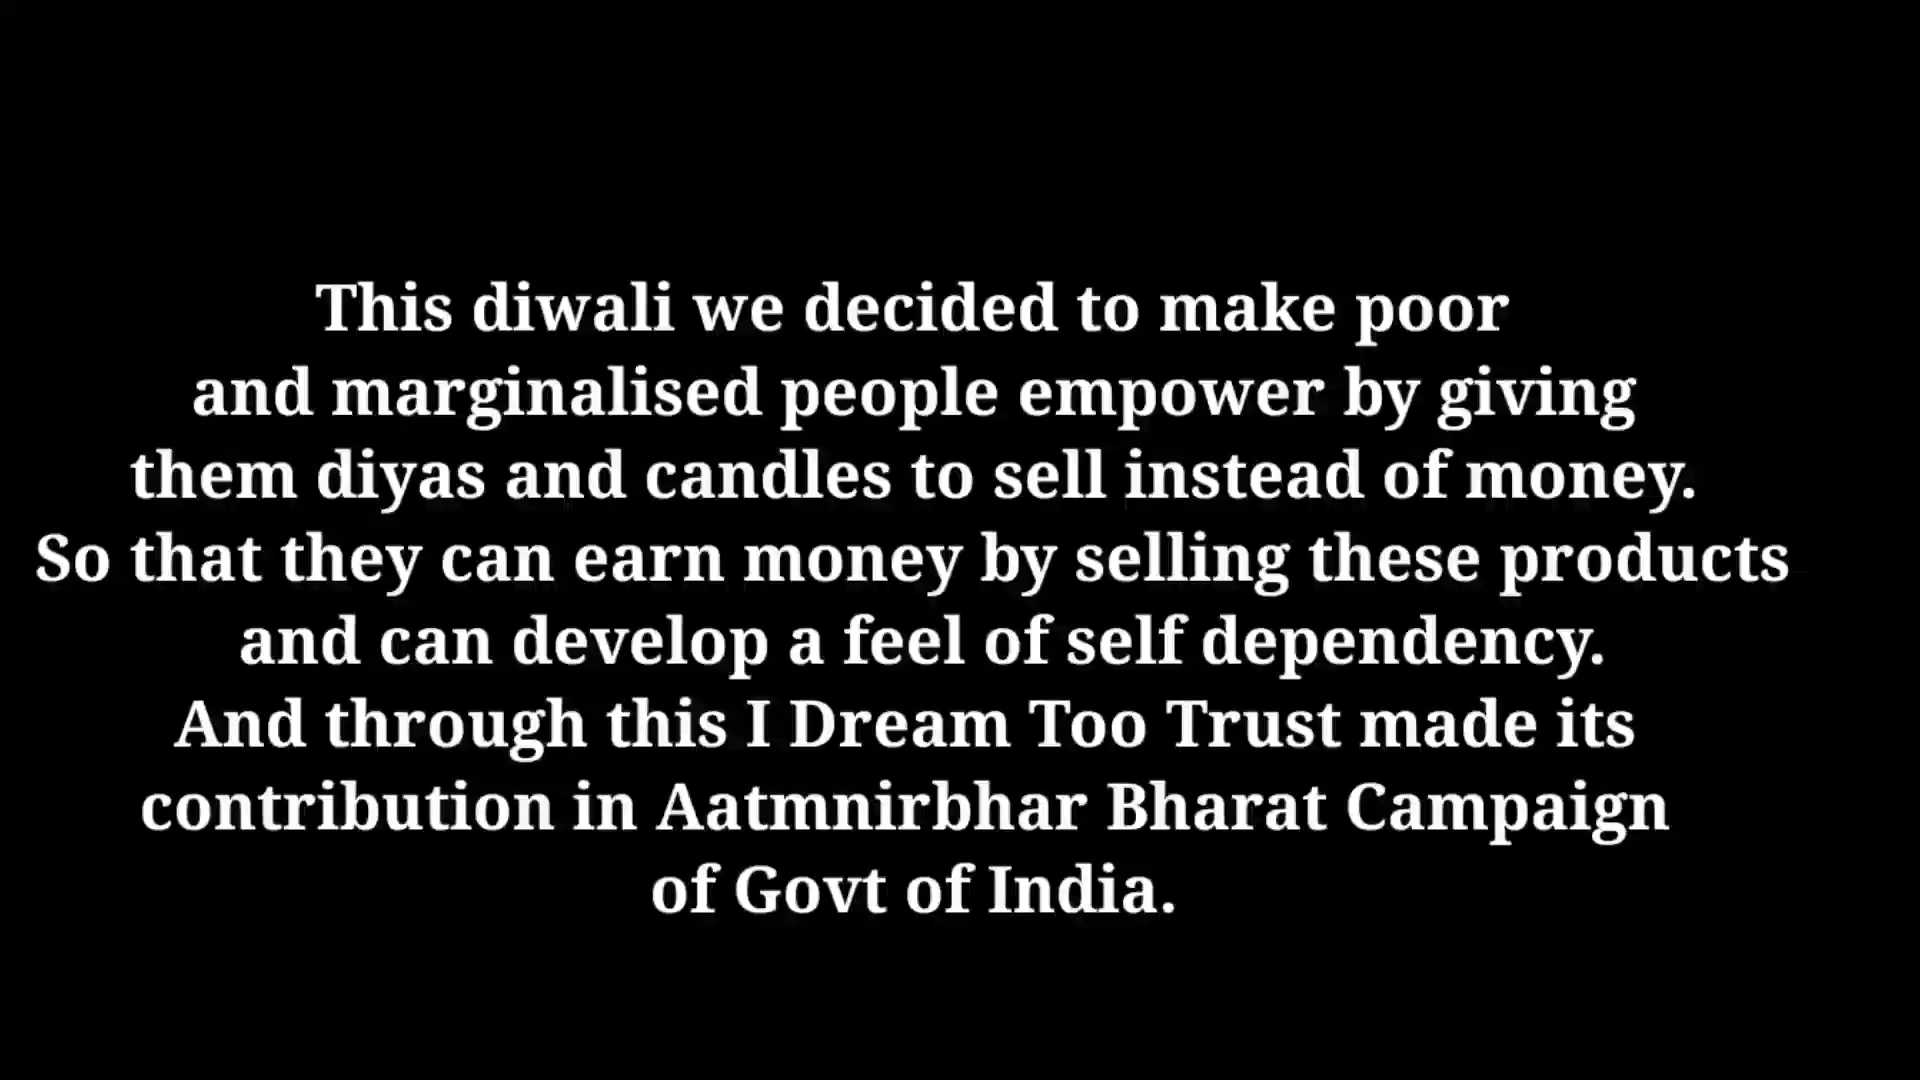 This diwali we decided to make poor
and marginalised people empower by giving
them diyas and candles to sell instead of money.
So that they can earn money by selling these products
and can develop a feel of self dependency.
And through this I Dream Too Trust made its
contribution in Aatmnirbhar Bharat Campaign
of Govt of India.